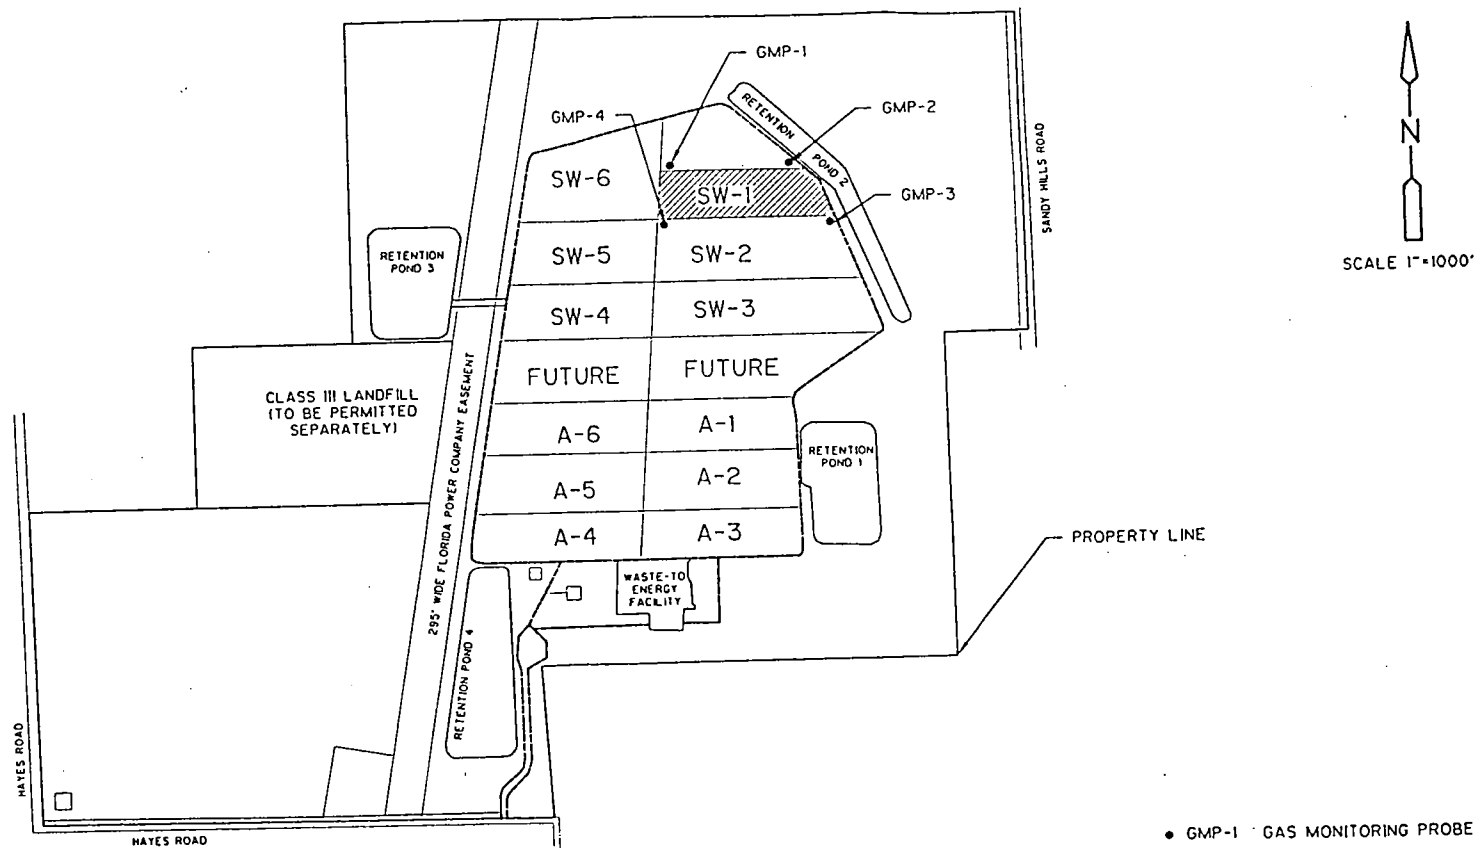 GMP-1
GMP-4
GMP-2
RETENTION
POND 2
GMP-3
SW-6
SW-1
SW-5
SW-2
SW-4
SW-3
FUTURE
FUTURE
A-6
A-1
A-5
A-2
A-4
A-3
RETENTION
POND 3
CLASS III LANDFILL
(TO BE PERMITTED
SEPARATELY)
295' WIDE FLORIDA POWER COMPANY EASEMENT
RETENTION
POND 1
WASTE-TO
ENERGY
FACILITY
RETENTION POND 4
PROPERTY LINE
SANDY HILLS ROAD
HAYES ROAD
HAYES ROAD
N
SCALE 1"=1000'
GMP-1 GAS MONITORING PROBE